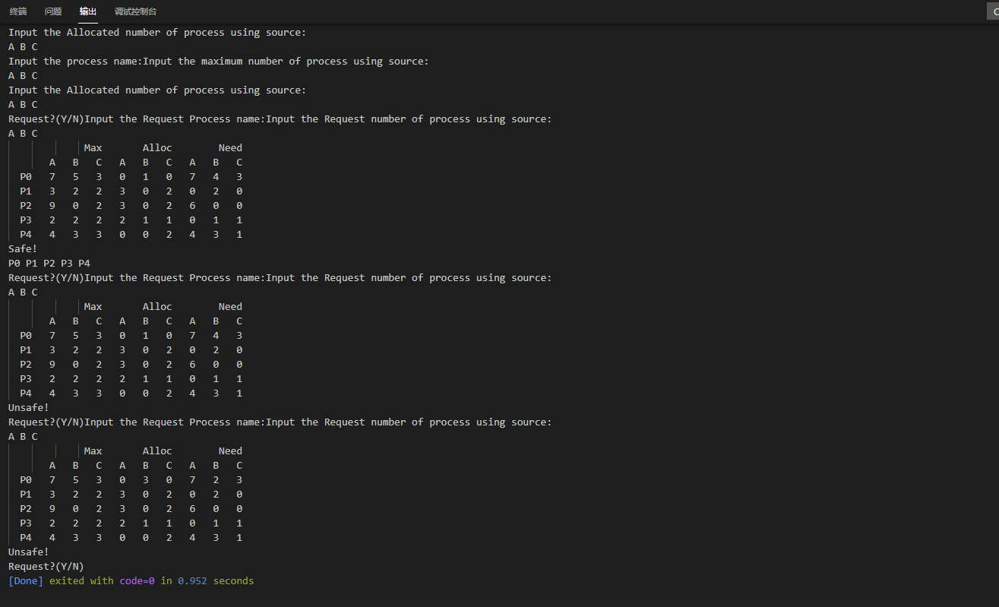 终端 问题 输出 调试控制台 C
Input the Allocated number of process using source:
A B C
Input the process name:Input the maximum number of process using source:
A B C
Input the Allocated number of process using source:
A B C
Request?(Y/N)Input the Request Process name:Input the Request number of process using source:
A B C
Max Alloc Need
A B C A B C A B C
P0 7 5 3 0 1 0 7 4 3
P1 3 2 2 3 0 2 0 2 0
P2 9 0 2 3 0 2 6 0 0
P3 2 2 2 2 1 1 0 1 1
P4 4 3 3 0 0 2 4 3 1
Safe!
P0 P1 P2 P3 P4
Request?(Y/N)Input the Request Process name:Input the Request number of process using source:
A B C
Max Alloc Need
A B C A B C A B C
P0 7 5 3 0 1 0 7 4 3
P1 3 2 2 3 0 2 0 2 0
P2 9 0 2 3 0 2 6 0 0
P3 2 2 2 2 1 1 0 1 1
P4 4 3 3 0 0 2 4 3 1
Unsafe!
Request?(Y/N)Input the Request Process name:Input the Request number of process using source:
A B C
Max Alloc Need
A B C A B C A B C
P0 7 5 3 0 3 0 7 2 3
P1 3 2 2 3 0 2 0 2 0
P2 9 0 2 3 0 2 6 0 0
P3 2 2 2 2 1 1 0 1 1
P4 4 3 3 0 0 2 4 3 1
Unsafe!
Request?(Y/N)
[Done] exited with code=0 in 0.952 seconds